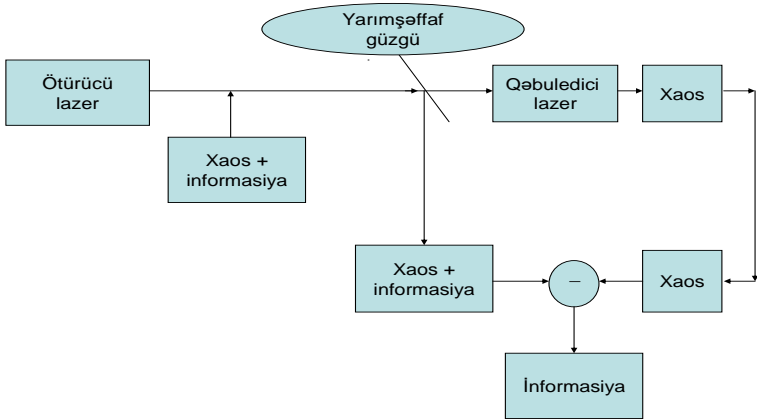 Yarımşəffaf
güzgü
Ötürücü
lazer
Qəbuledici
lazer
Xaos
Xaos +
informasiya
Xaos +
informasiya
–
Xaos
İnformasiya